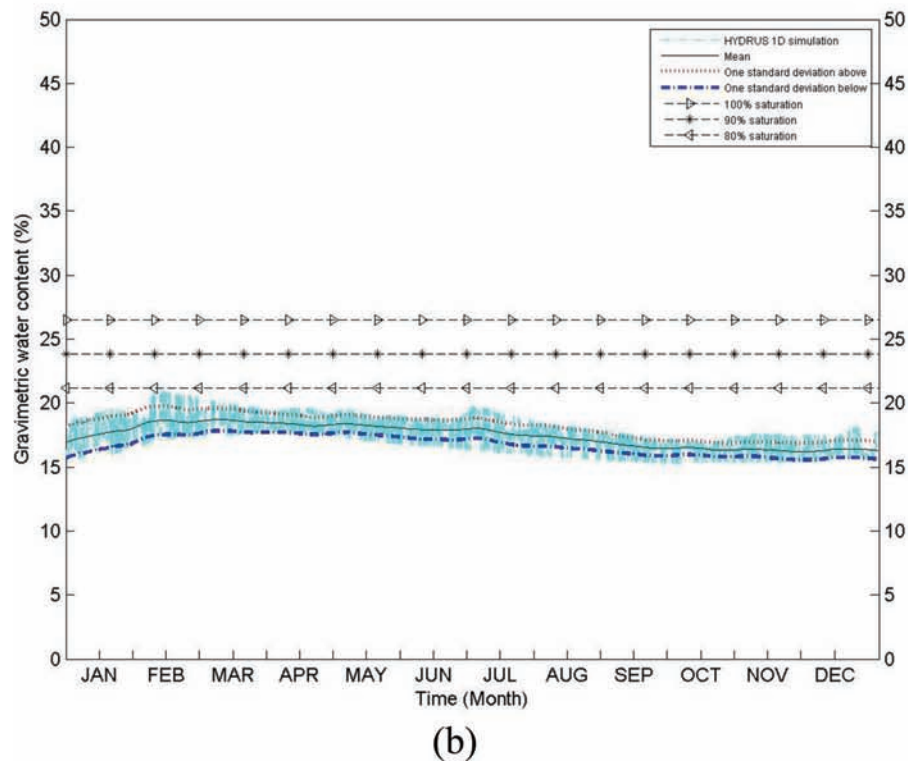 50 50
HYDRUS 1D simulation
Mean
One standard deviation above
One standard deviation below
100% saturation
90% saturation
80% saturation
45 45
40 40
35 35
30 30
25 25
20 20
15 15
10 10
5 5
0 0
Gravimetric water content (%)
JAN FEB MAR APR MAY JUN JUL AUG SEP OCT NOV DEC
Time (Month)
(b)